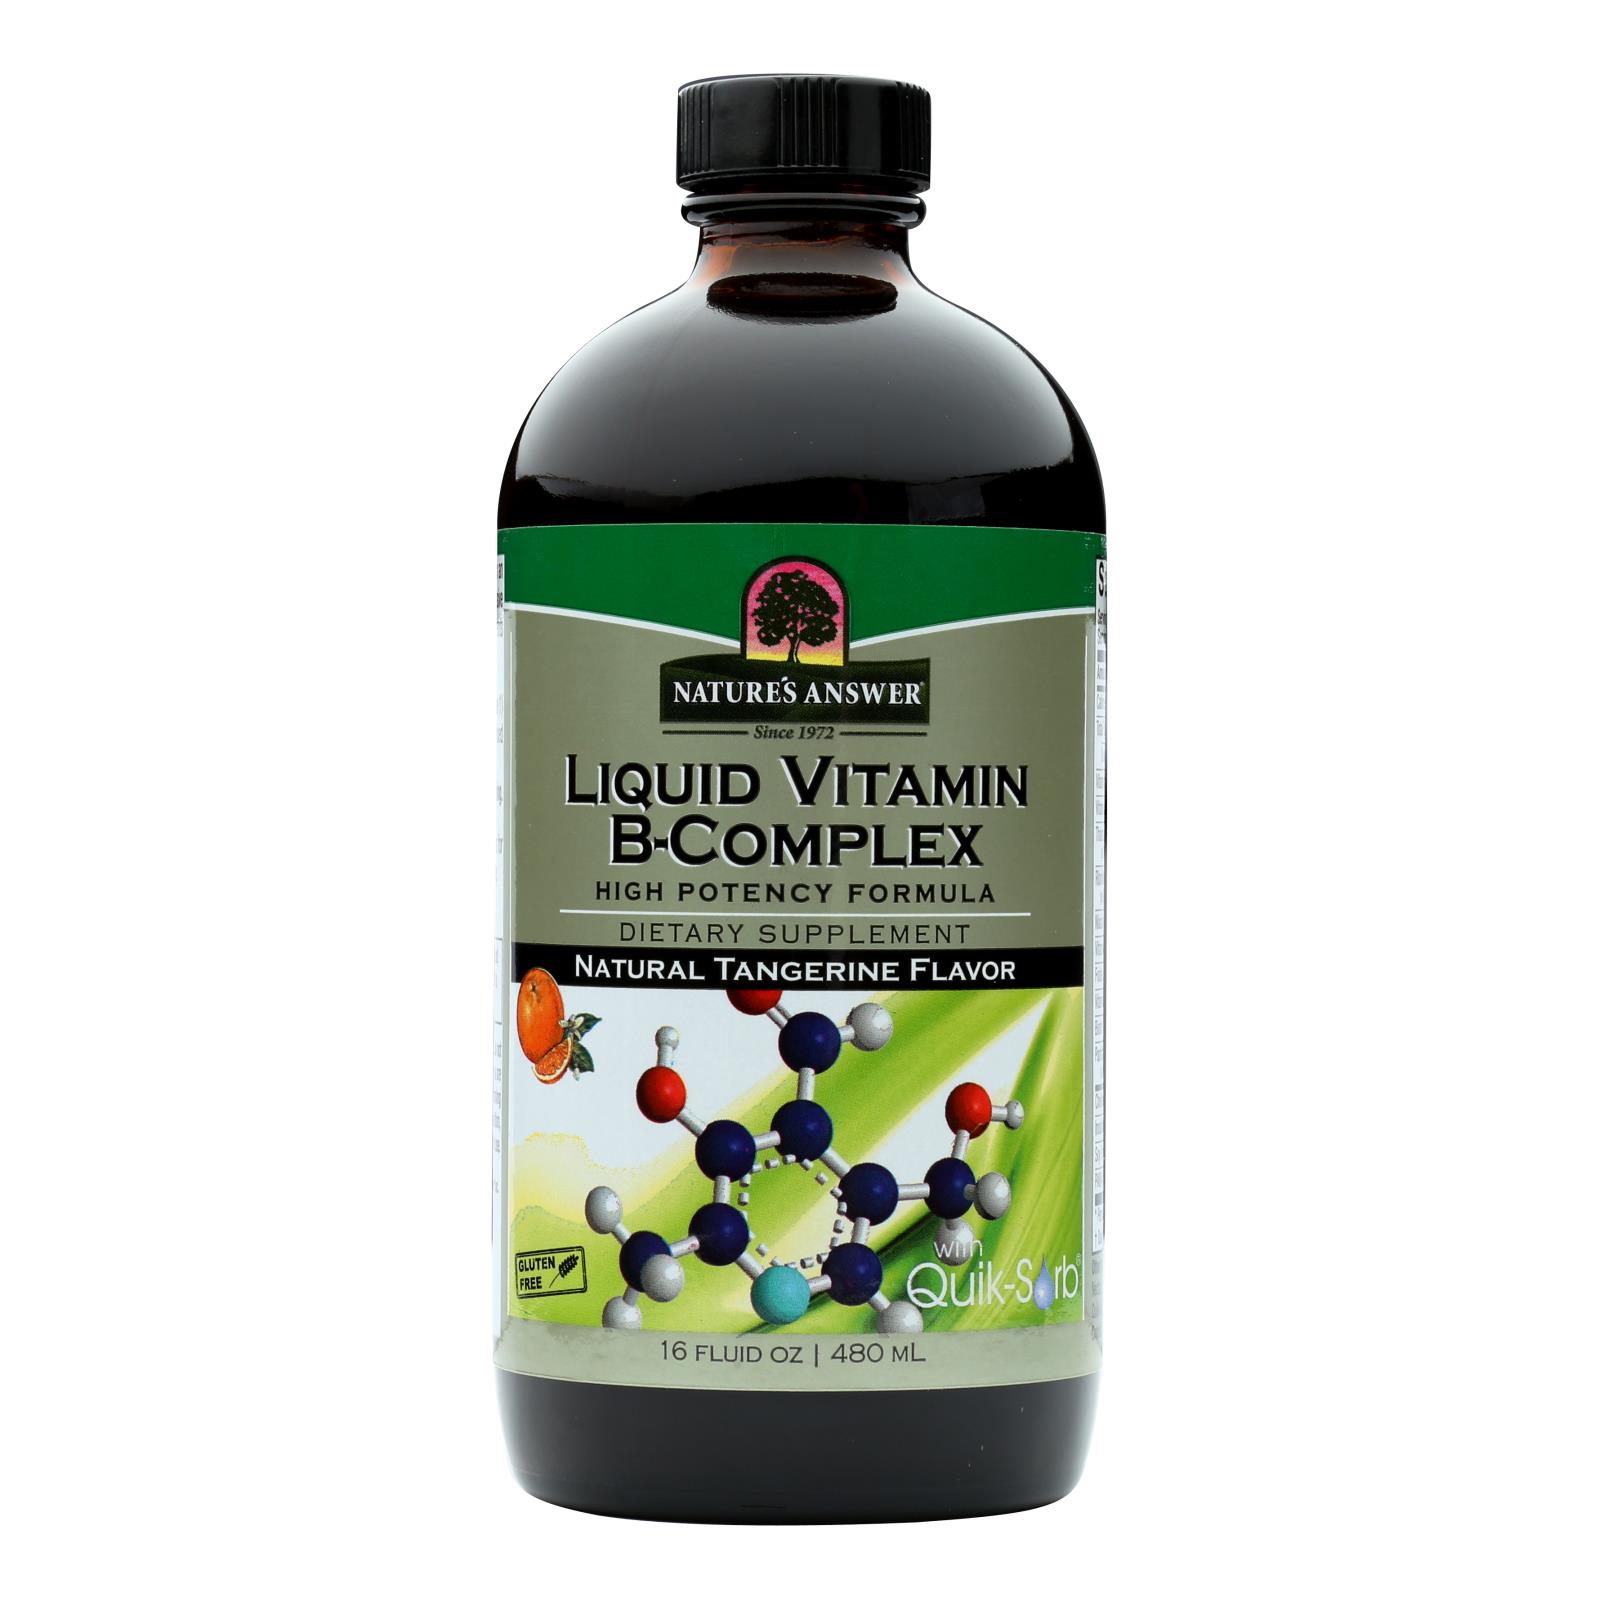 NATURE'S ANSWER®
Since 1972
LIQUID VITAMIN
B-COMPLEX
HIGH POTENCY FORMULA
DIETARY SUPPLEMENT
NATURAL TANGERINE FLAVOR
GLUTEN
FREE
with
Quik-Sorb®
16 FLUID OZ | 480 ML